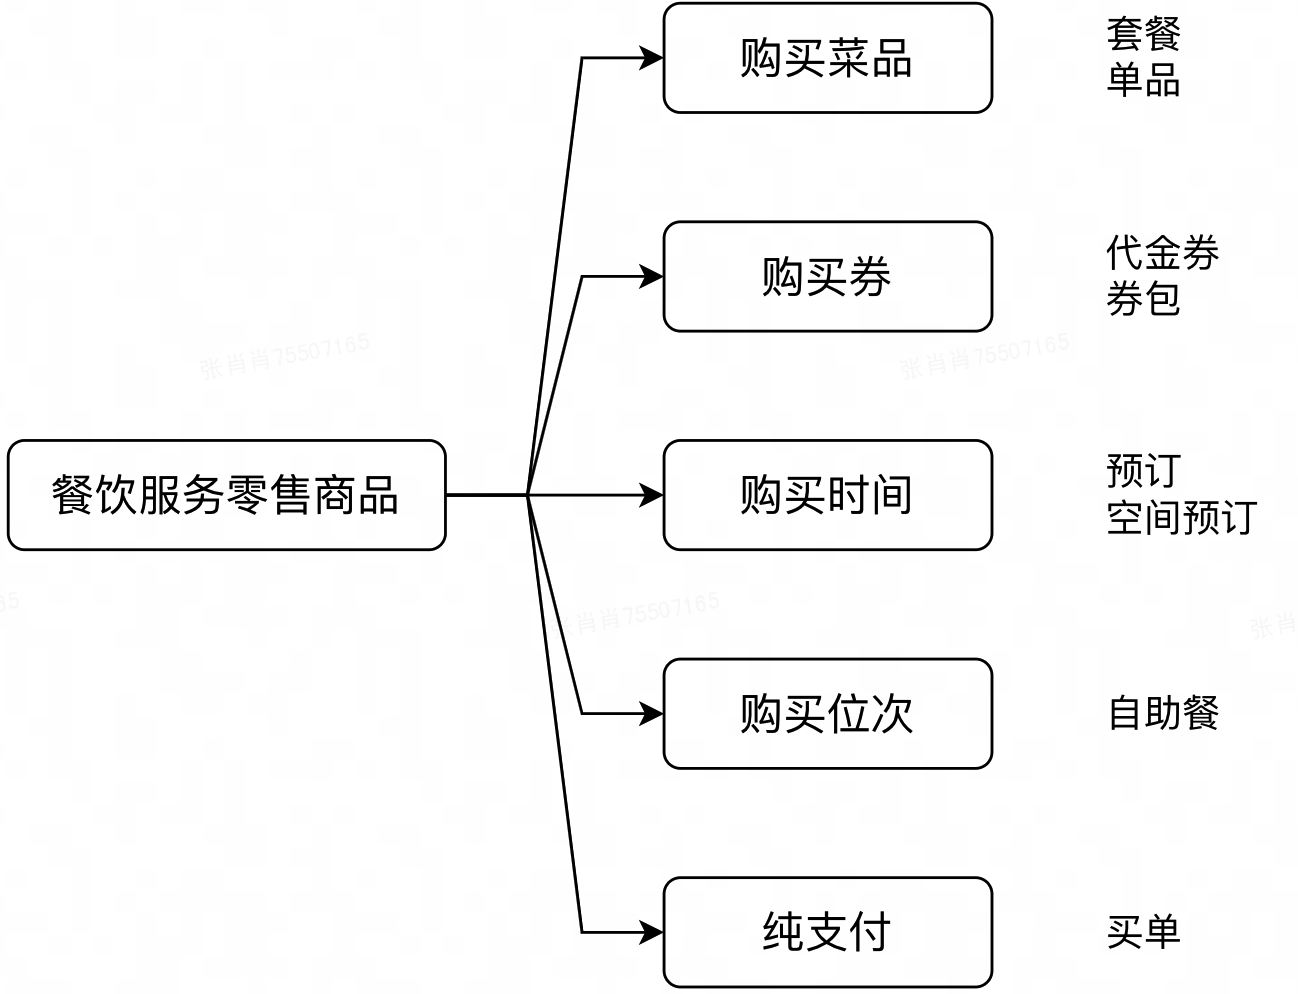 购买菜品
套餐
单品
购买券
代金券
券包
张肖肖75507165
张肖肖75507165
餐饮服务零售商品
购买时间
预订
空间预订
65
张肖肖75507165
张肖
购买位次
自助餐
纯支付
买单